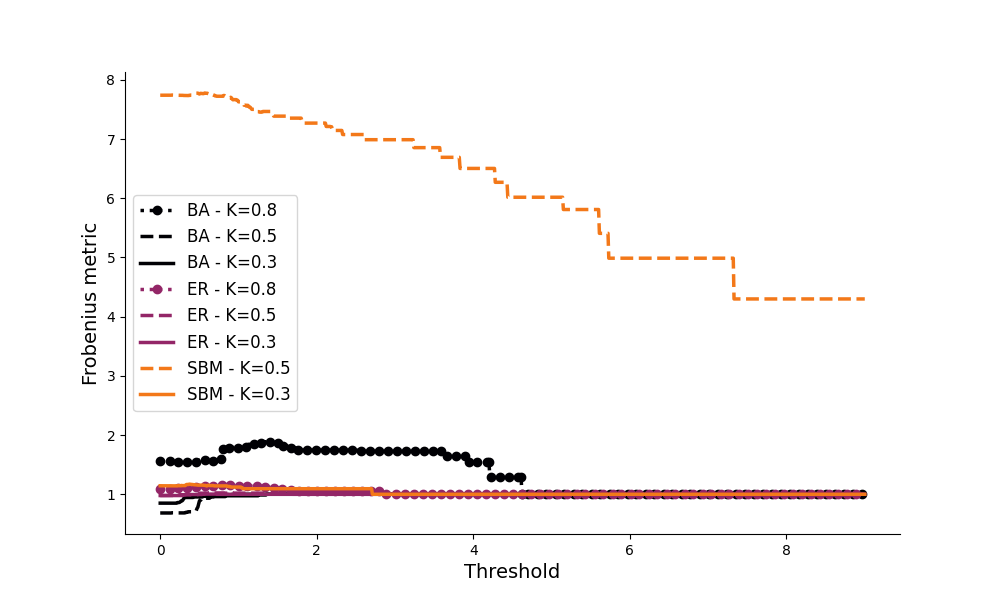 8
7
6
5
4
3
2
1
Frobenius metric
BA - K=0.8
BA - K=0.5
BA - K=0.3
ER - K=0.8
ER - K=0.5
ER - K=0.3
SBM - K=0.5
SBM - K=0.3
0 2 4 6 8
Threshold